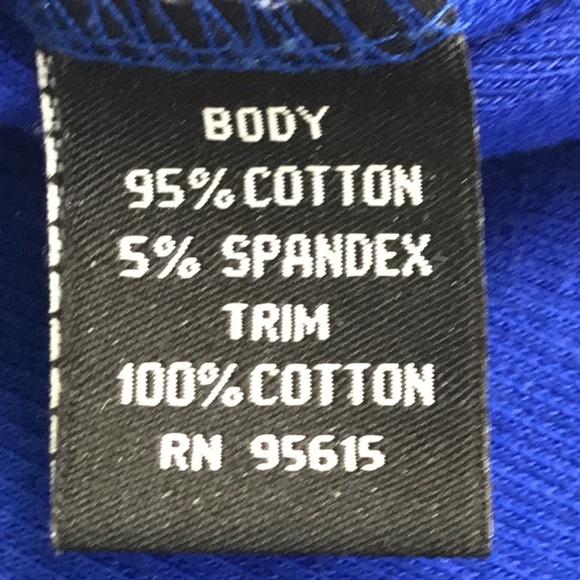 BODY
95% COTTON
5% SPANDEX
TRIM
100% COTTON
RN 95615